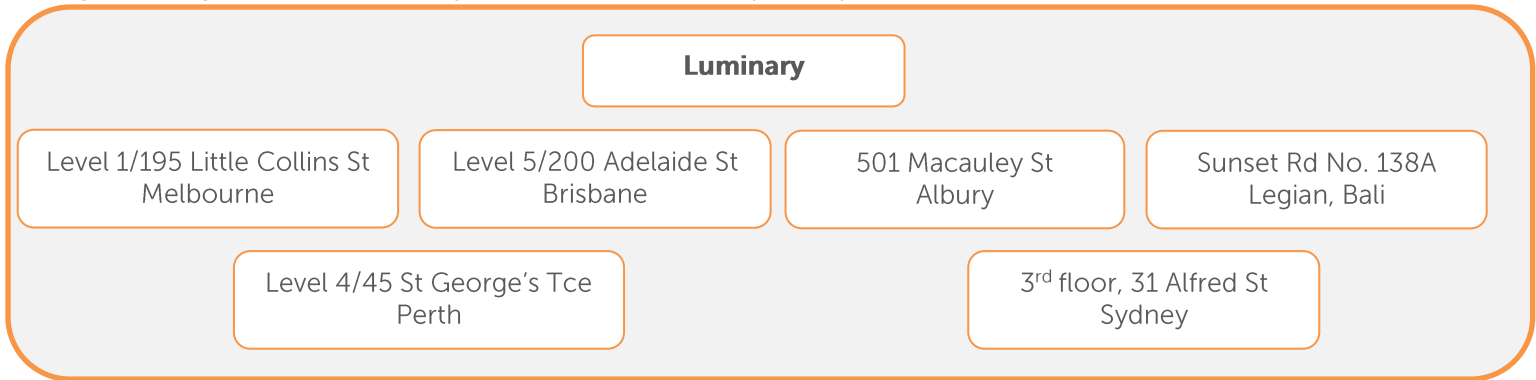 Luminary
Level 1/195 Little Collins St
Melbourne
Level 5/200 Adelaide St
Brisbane
501 Macauley St
Albury
Sunset Rd No. 138A
Legian, Bali
Level 4/45 St George’s Tce
Perth
3rd floor, 31 Alfred St
Sydney